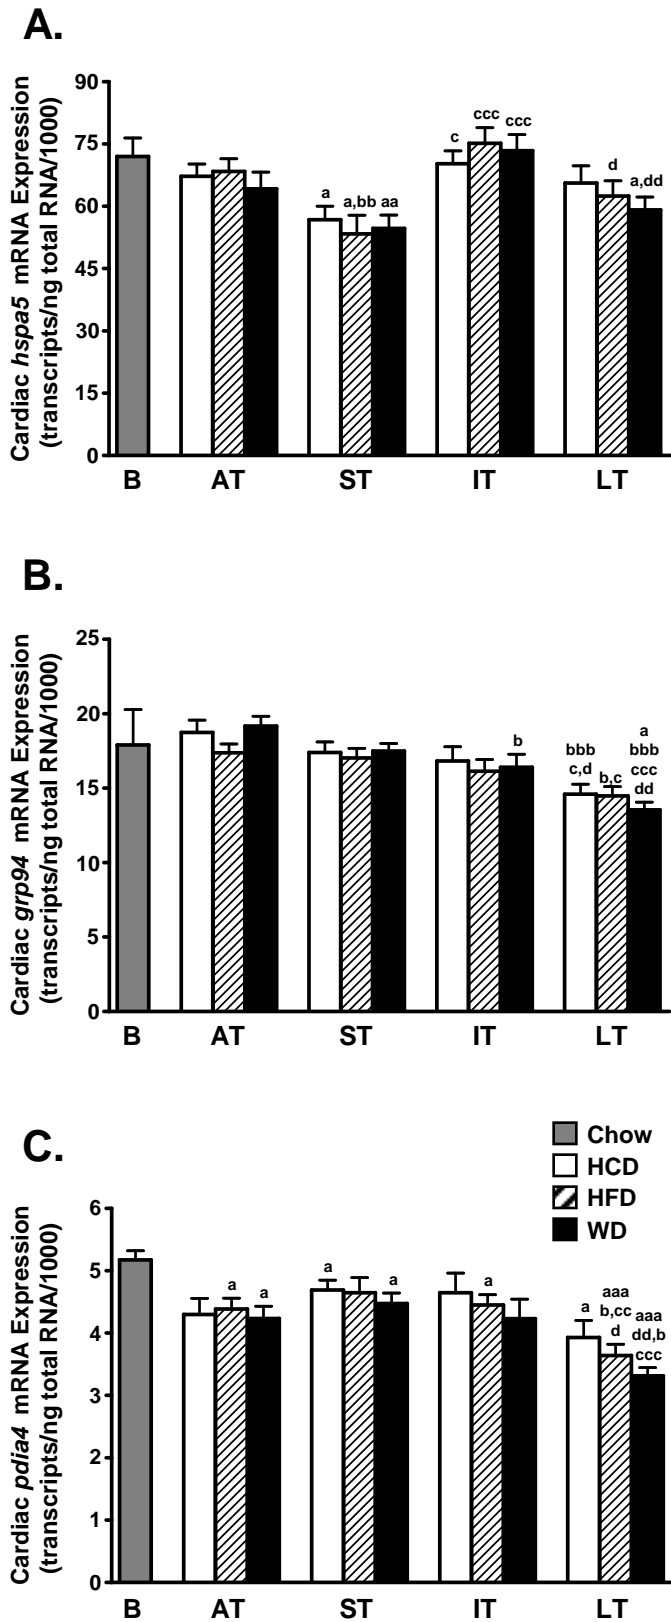 A.
Cardiac hspa5 mRNA Expression
(transcripts/ng total RNA/1000)
90
75
60
45
30
15
0
a
a,bb
aa
c
ccc
ccc
d
a,dd
B
AT
ST
IT
LT
B.
Cardiac grp94 mRNA Expression
(transcripts/ng total RNA/1000)
25
20
15
10
5
0
b
bbb
c,d
b,c
a
bbb
ccc
dd
B
AT
ST
IT
LT
C.
Chow
HCD
HFD
WD
Cardiac pdia4 mRNA Expression
(transcripts/ng total RNA/1000)
6
5
4
3
2
1
0
a
a
a
a
a
a
aaa
b,cc
d
aaa
dd,b
ccc
B
AT
ST
IT
LT